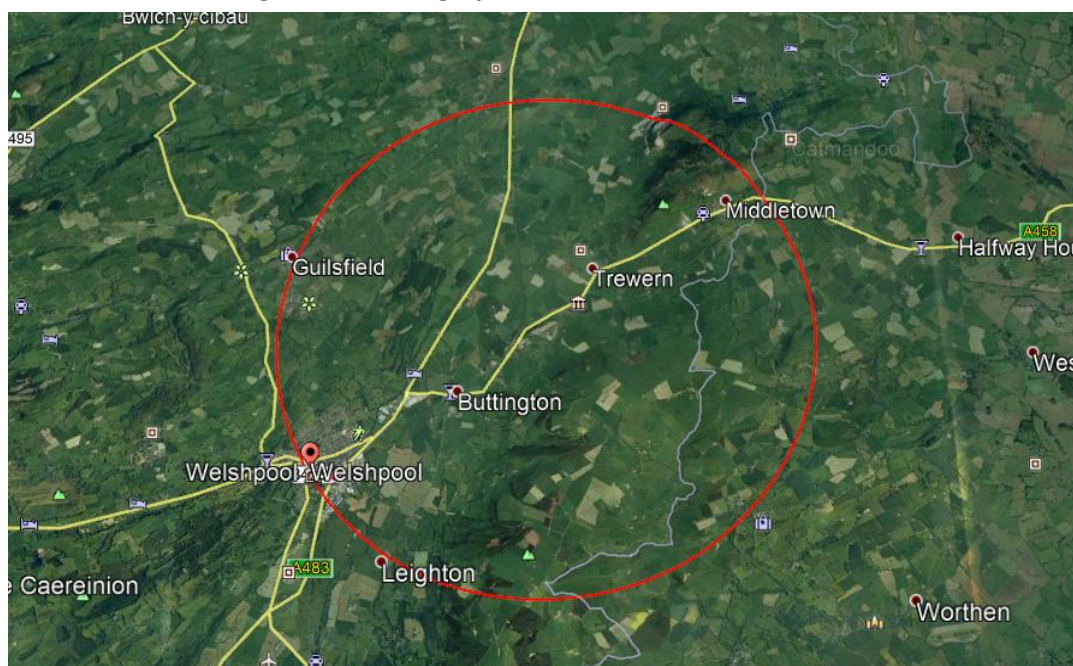 Bwlch-y-cibau
495
Catmandoo
Middletown
A458
Halfway Hou
Guilsfield
Trewern
Wes
Buttington
Welshpool Welshpool
A483
Leighton
e Caereinion
Worthen